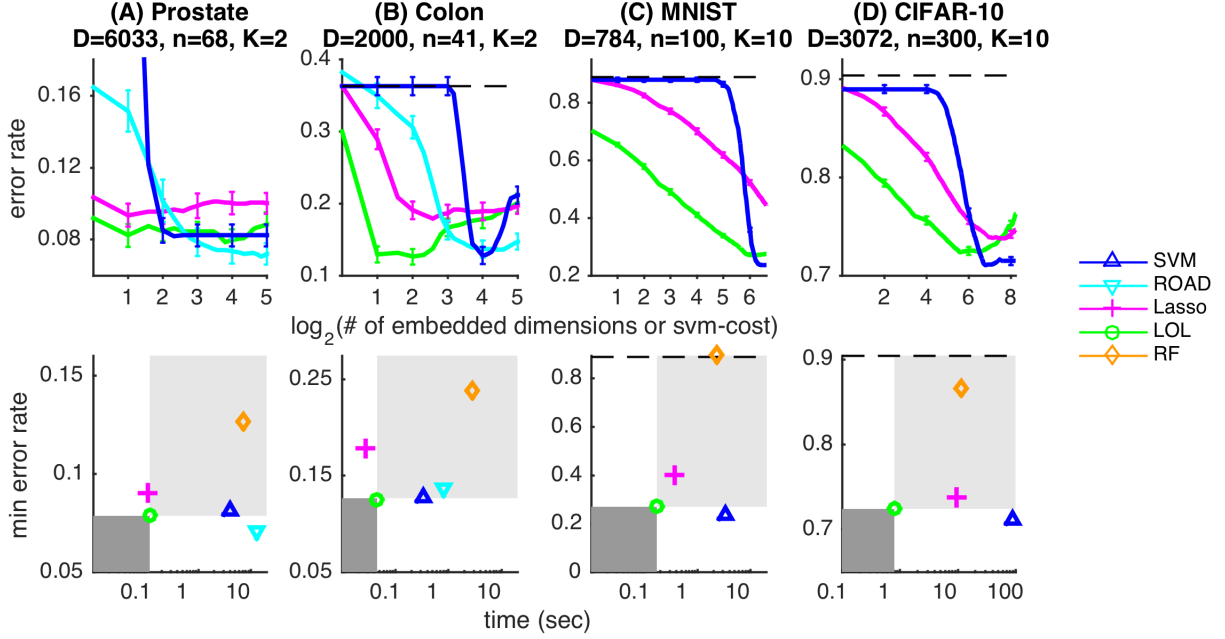 (A) Prostate (B) Colon (C) MNIST (D) CIFAR-10
D=6033, n=68, K=2 D=2000, n=41, K=2 D=784, n=100, K=10 D=3072, n=300, K=10
error rate
0.16
0.12
0.08
1 2 3 4 5
0.4
0.3
0.2
0.1
1 2 3 4 5
0.8
0.6
0.4
0.2
1 2 3 4 5 6
0.9
0.8
0.7
2 4 6 8
log2(# of embedded dimensions or svm-cost)
SVM
ROAD
Lasso
LOL
RF
min error rate
0.15
0.1
0.05
0.1 1 10
0.25
0.15
0.05
0.1 1 10
0.8
0.6
0.4
0.2
0
0.1 1 10
0.9
0.8
0.7
0.1 1 10 100
time (sec)